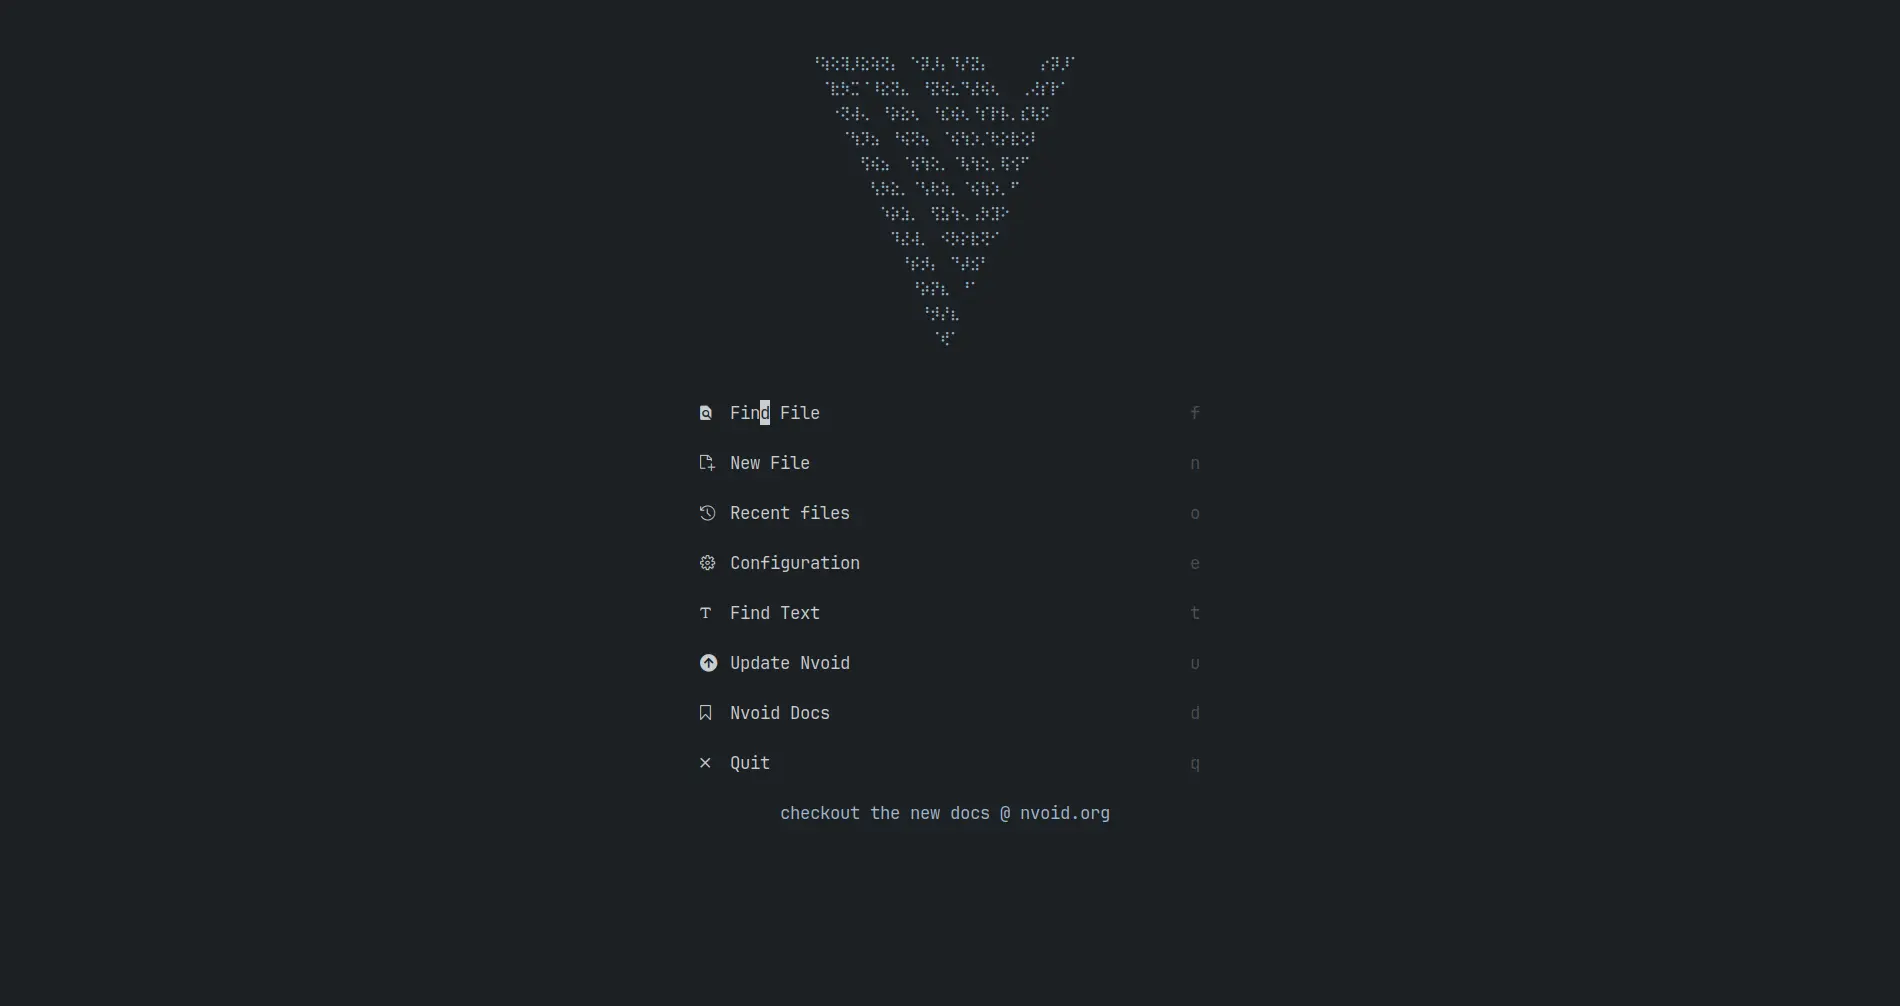 Find File f
New File n
Recent files o
Configuration e
Find Text t
Update Nvoid u
Nvoid Docs d
Quit q
checkout the new docs @ nvoid.org